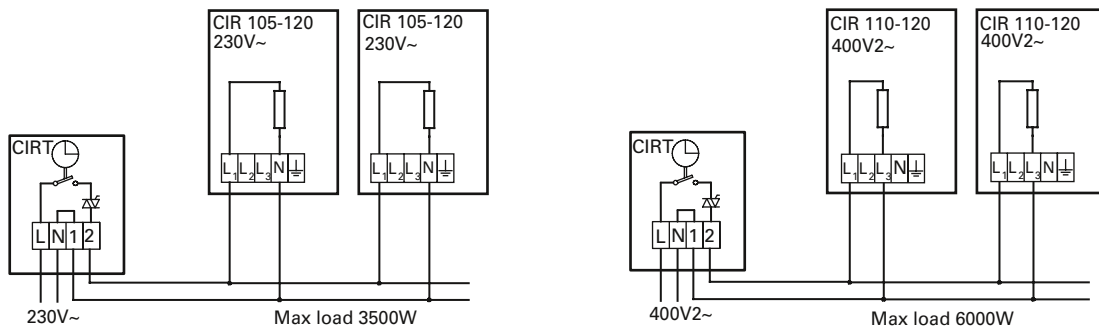 CIR 105-120
230V~
CIR 105-120
230V~
CIRT
L₁ L₂ L₃ N
L₁ L₂ L₃ N
L N 1 2
230V~
Max load 3500W
CIR 110-120
400V2~
CIR 110-120
400V2~
CIRT
L₁ L₂ L₃ N
L₁ L₂ L₃ N
L N 1 2
400V2~
Max load 6000W